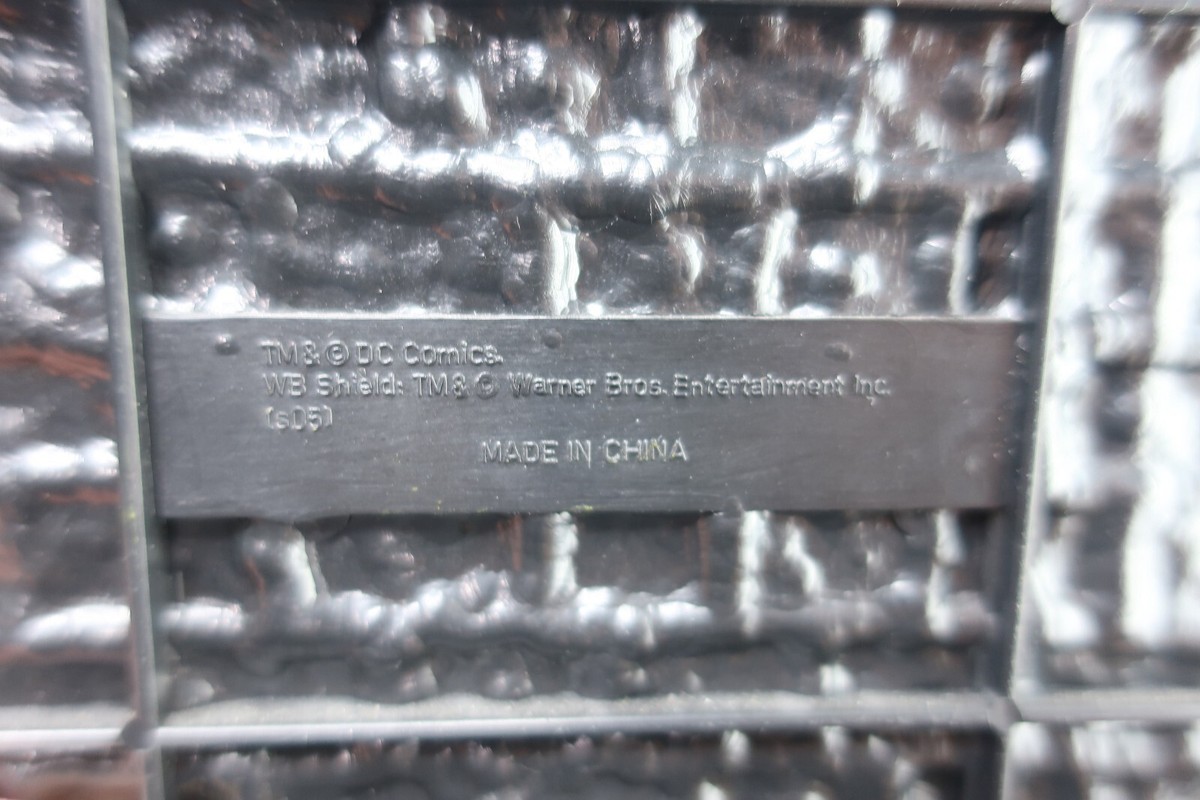 TM & © DC Comics.
WB Shield: TM & © Warner Bros. Entertainment Inc.
(s05)
MADE IN CHINA